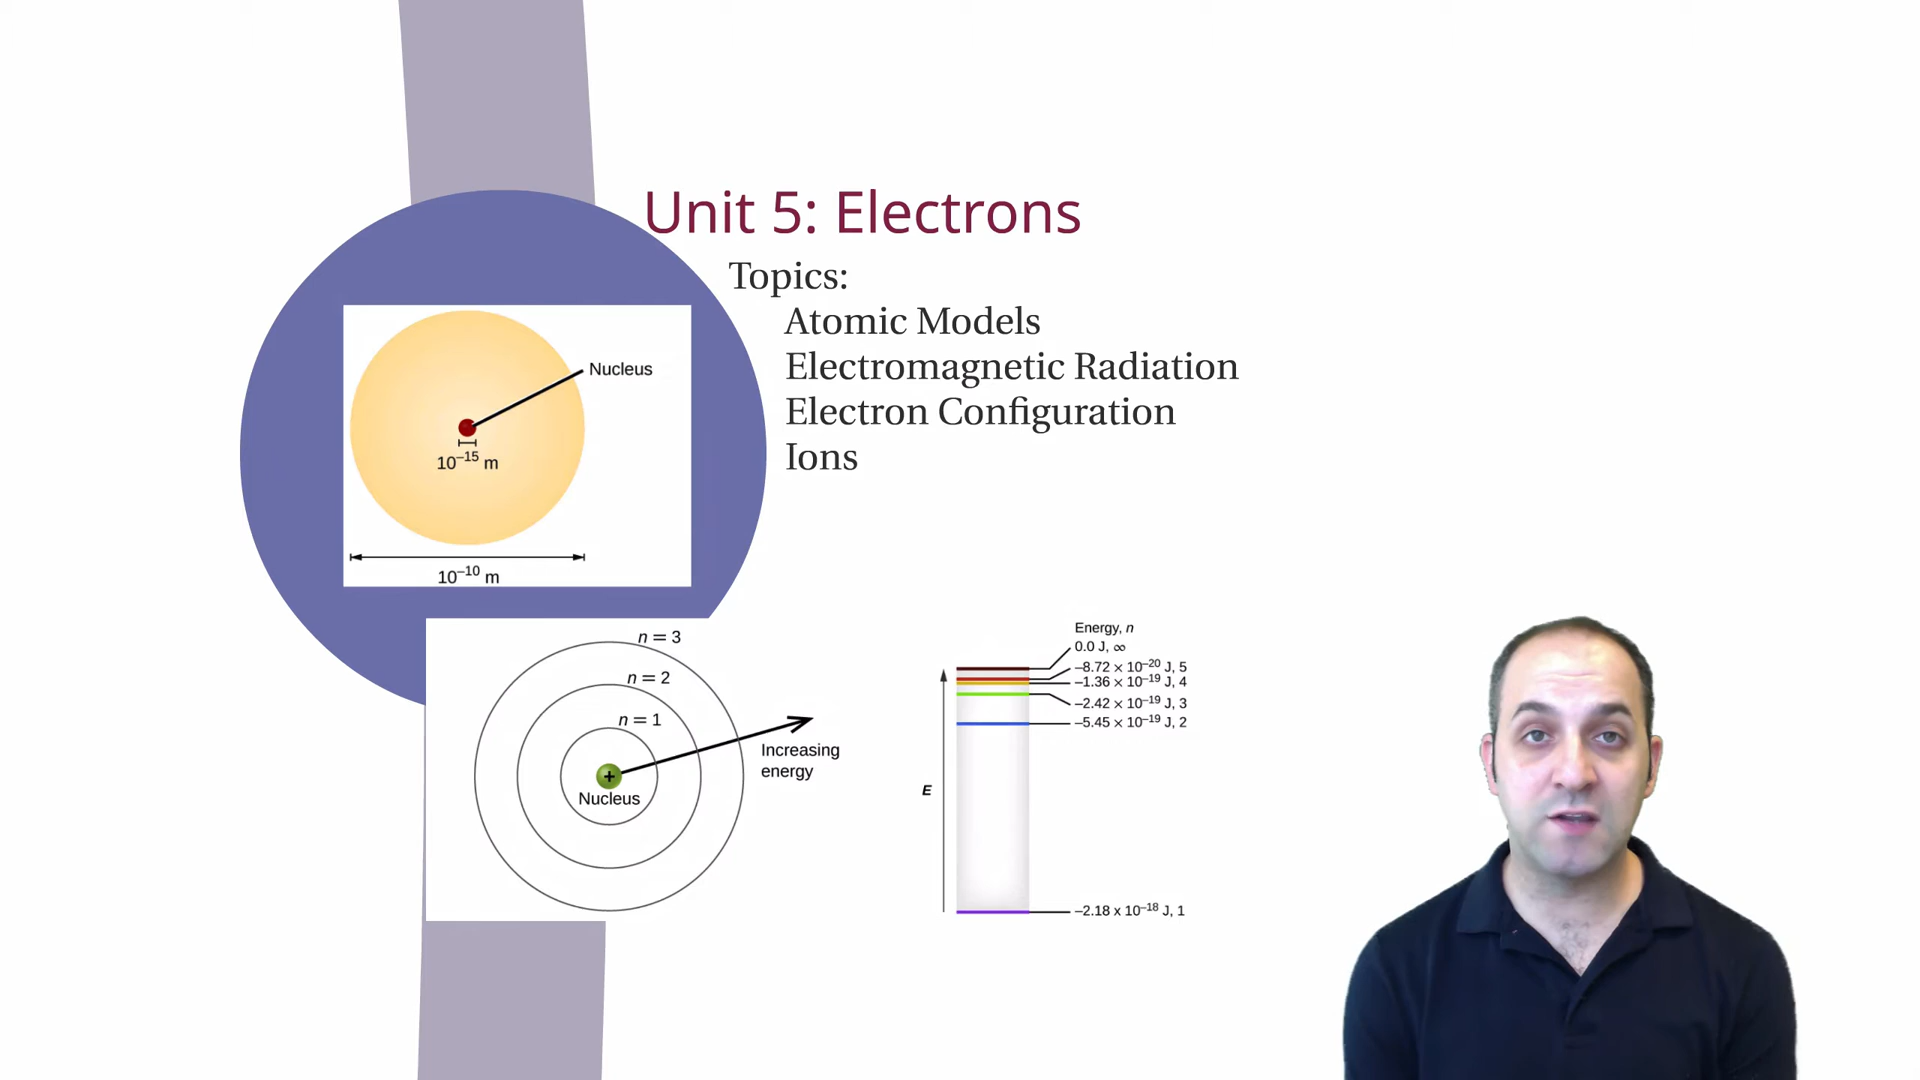 Unit 5: Electrons
Topics:
Atomic Models
Electromagnetic Radiation
Electron Configuration
Ions
Nucleus
10⁻¹⁵ m
10⁻¹⁰ m
n = 3
n = 2
n = 1
Increasing
energy
+
Nucleus
Energy, n
0.0 J, ∞
–8.72 × 10⁻²⁰ J, 5
–1.36 × 10⁻¹⁹ J, 4
–2.42 × 10⁻¹⁹ J, 3
–5.45 × 10⁻¹⁹ J, 2
E
–2.18 x 10⁻¹⁸ J, 1